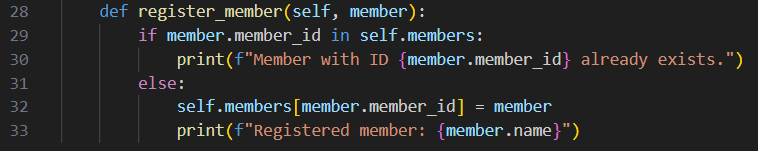 28 def register_member(self, member):
29 if member.member_id in self.members:
30 print(f"Member with ID {member.member_id} already exists.")
31 else:
32 self.members[member.member_id] = member
33 print(f"Registered member: {member.name}")